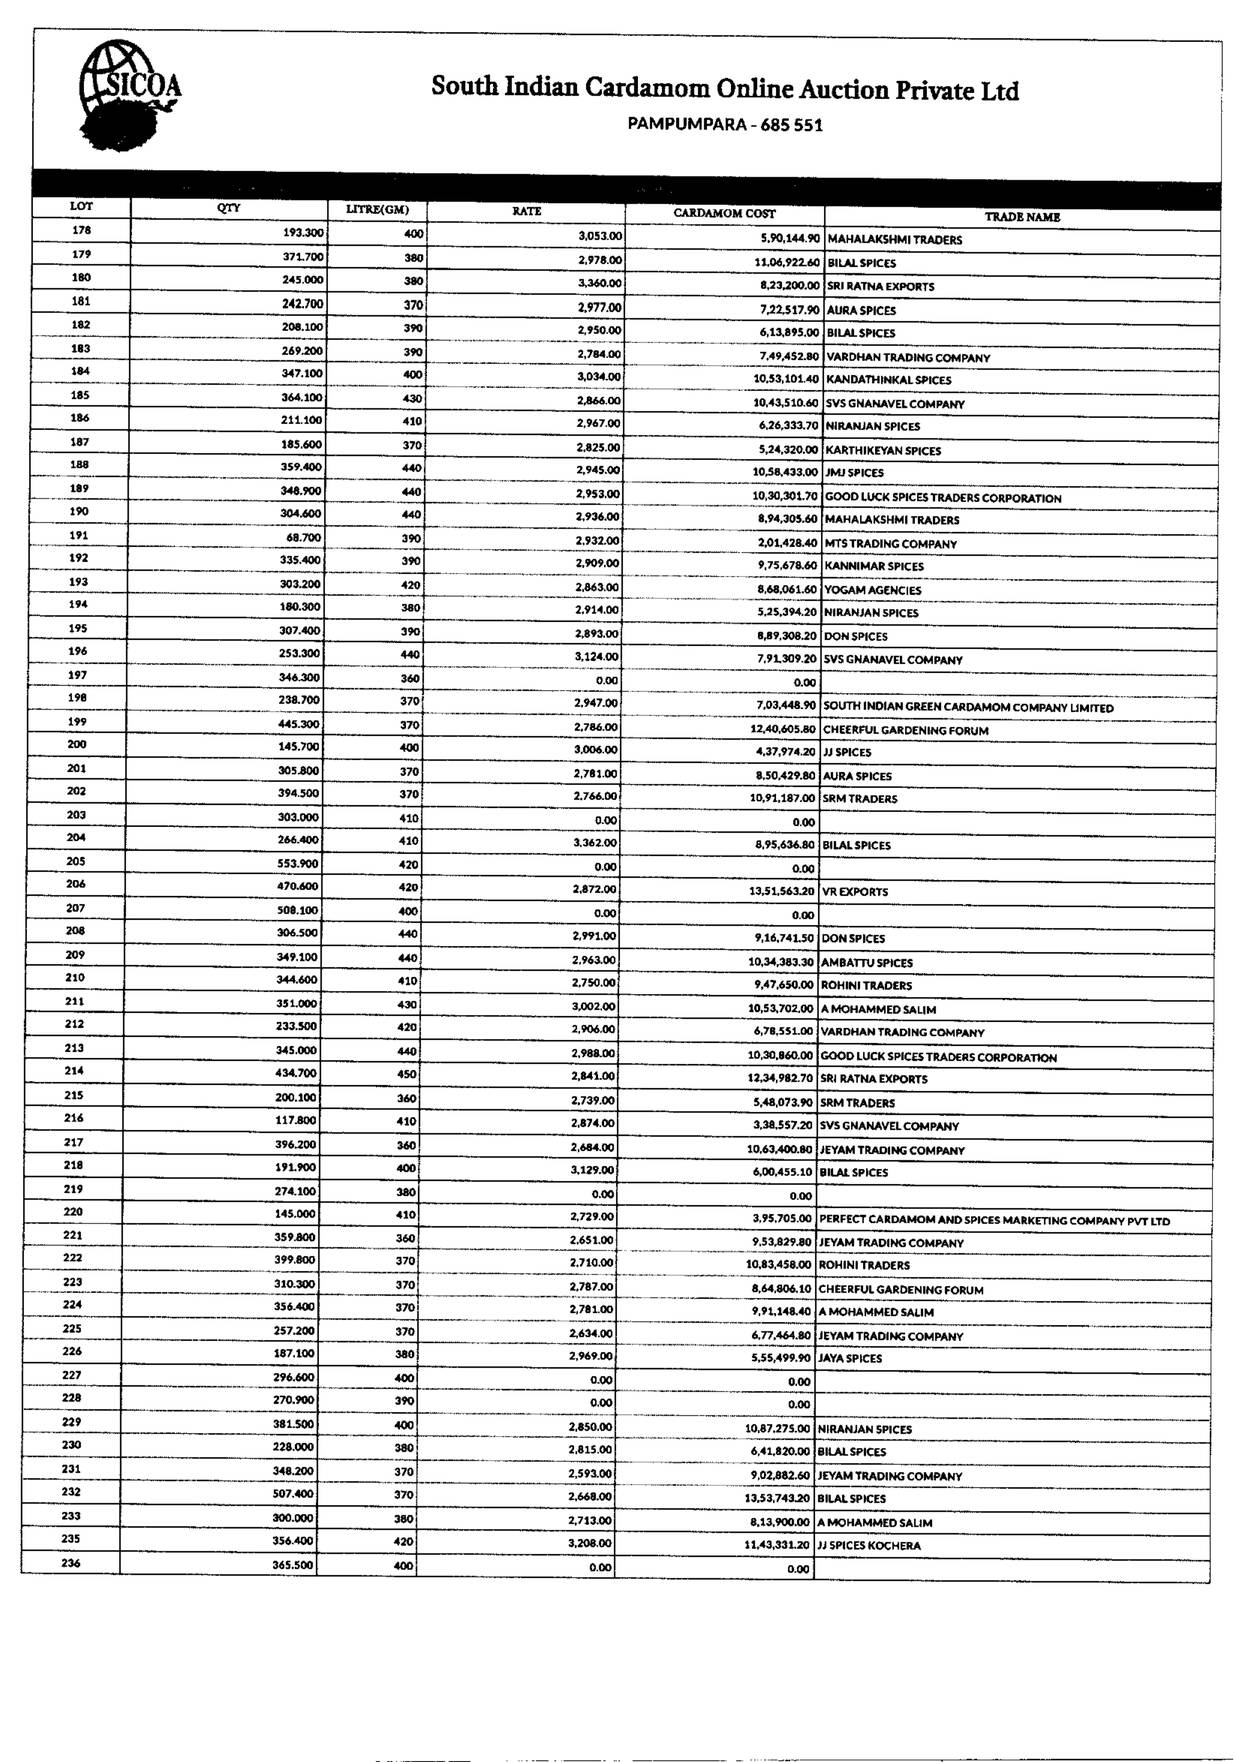 SICOA
South Indian Cardamom Online Auction Private Ltd
PAMPUMPARA - 685 551
LOT QTY LITRE(GM) RATE CARDAMOM COST TRADE NAME
178 193.300 400 3,053.00 5,90,144.90 MAHALAKSHMI TRADERS
179 371.700 380 2,978.00 11,06,922.60 BILAL SPICES
180 245.000 380 3,360.00 8,23,200.00 SRI RATNA EXPORTS
181 242.700 370 2,977.00 7,22,517.90 AURA SPICES
182 208.100 390 2,950.00 6,13,895.00 BILAL SPICES
183 269.200 390 2,784.00 7,49,452.80 VARDHAN TRADING COMPANY
184 347.100 400 3,034.00 10,53,101.40 KANDATHINKAL SPICES
185 364.100 430 2,866.00 10,43,510.60 SVS GNANAVEL COMPANY
186 211.100 410 2,967.00 6,26,333.70 NIRANJAN SPICES
187 185.600 370 2,825.00 5,24,320.00 KARTHIKEYAN SPICES
188 359.400 440 2,945.00 10,58,433.00 JMJ SPICES
189 348.900 440 2,953.00 10,30,301.70 GOOD LUCK SPICES TRADERS CORPORATION
190 304.600 440 2,936.00 8,94,305.60 MAHALAKSHMI TRADERS
191 68.700 390 2,932.00 2,01,428.40 MTS TRADING COMPANY
192 335.400 390 2,909.00 9,75,678.60 KANNIMAR SPICES
193 303.200 420 2,863.00 8,68,061.60 YOGAM AGENCIES
194 180.300 380 2,914.00 5,25,394.20 NIRANJAN SPICES
195 307.400 390 2,893.00 8,89,308.20 DON SPICES
196 253.300 440 3,124.00 7,91,309.20 SVS GNANAVEL COMPANY
197 346.300 360 0.00 0.00
198 238.700 370 2,947.00 7,03,448.90 SOUTH INDIAN GREEN CARDAMOM COMPANY LIMITED
199 445.300 370 2,786.00 12,40,605.80 CHEERFUL GARDENING FORUM
200 145.700 400 3,006.00 4,37,974.20 JJ SPICES
201 305.800 370 2,781.00 8,50,429.80 AURA SPICES
202 394.500 370 2,766.00 10,91,187.00 SRM TRADERS
203 303.000 410 0.00 0.00
204 266.400 410 3,362.00 8,95,636.80 BILAL SPICES
205 553.900 420 0.00 0.00
206 470.600 420 2,872.00 13,51,563.20 VR EXPORTS
207 508.100 400 0.00 0.00
208 306.500 440 2,991.00 9,16,741.50 DON SPICES
209 349.100 440 2,963.00 10,34,383.30 AMBATTU SPICES
210 344.600 410 2,750.00 9,47,650.00 ROHINI TRADERS
211 351.000 430 3,002.00 10,53,702.00 A MOHAMMED SALIM
212 233.500 420 2,906.00 6,78,551.00 VARDHAN TRADING COMPANY
213 345.000 440 2,988.00 10,30,860.00 GOOD LUCK SPICES TRADERS CORPORATION
214 434.700 450 2,841.00 12,34,982.70 SRI RATNA EXPORTS
215 200.100 360 2,739.00 5,48,073.90 SRM TRADERS
216 117.800 410 2,874.00 3,38,557.20 SVS GNANAVEL COMPANY
217 396.200 360 2,684.00 10,63,400.80 JEYAM TRADING COMPANY
218 191.900 400 3,129.00 6,00,455.10 BILAL SPICES
219 274.100 380 0.00 0.00
220 145.000 410 2,729.00 3,95,705.00 PERFECT CARDAMOM AND SPICES MARKETING COMPANY PVT LTD
221 359.800 360 2,651.00 9,53,829.80 JEYAM TRADING COMPANY
222 399.800 370 2,710.00 10,83,458.00 ROHINI TRADERS
223 310.300 370 2,787.00 8,64,806.10 CHEERFUL GARDENING FORUM
224 356.400 370 2,781.00 9,91,148.40 A MOHAMMED SALIM
225 257.200 370 2,634.00 6,77,464.80 JEYAM TRADING COMPANY
226 187.100 380 2,969.00 5,55,499.90 JAYA SPICES
227 296.600 400 0.00 0.00
228 270.900 390 0.00 0.00
229 381.500 400 2,850.00 10,87,275.00 NIRANJAN SPICES
230 228.000 380 2,815.00 6,41,820.00 BILAL SPICES
231 348.200 370 2,593.00 9,02,882.60 JEYAM TRADING COMPANY
232 507.400 370 2,668.00 13,53,743.20 BILAL SPICES
233 300.000 380 2,713.00 8,13,900.00 A MOHAMMED SALIM
235 356.400 420 3,208.00 11,43,331.20 JJ SPICES KOCHERA
236 365.500 400 0.00 0.00